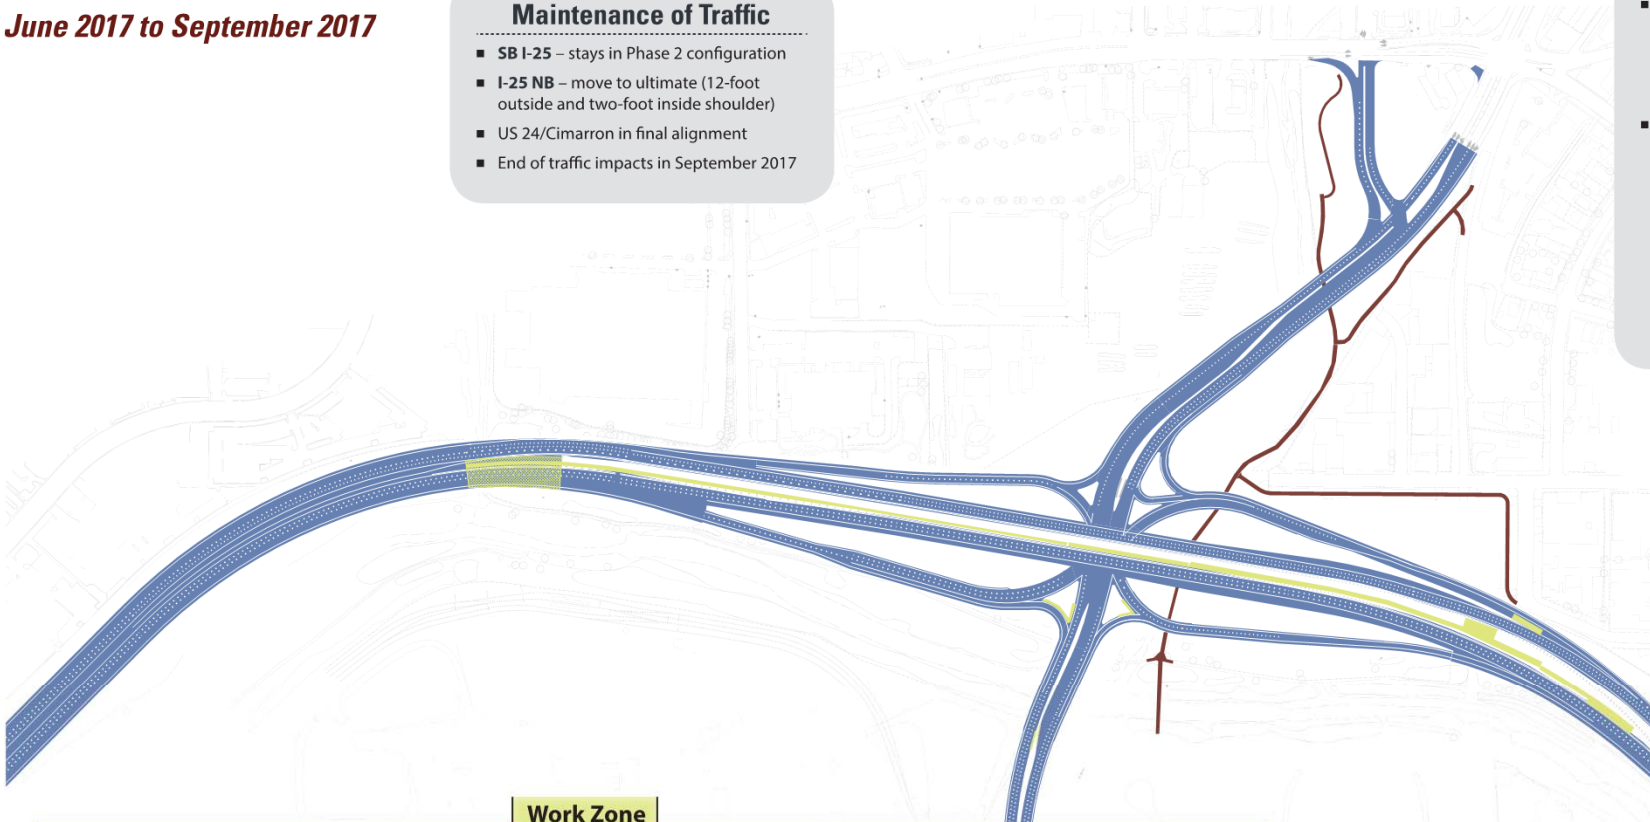 June 2017 to September 2017
Maintenance of Traffic
■ SB I-25 – stays in Phase 2 configuration
■ I-25 NB – move to ultimate (12-foot
outside and two-foot inside shoulder)
■ US 24/Cimarron in final alignment
■ End of traffic impacts in September 2017
Work Zone